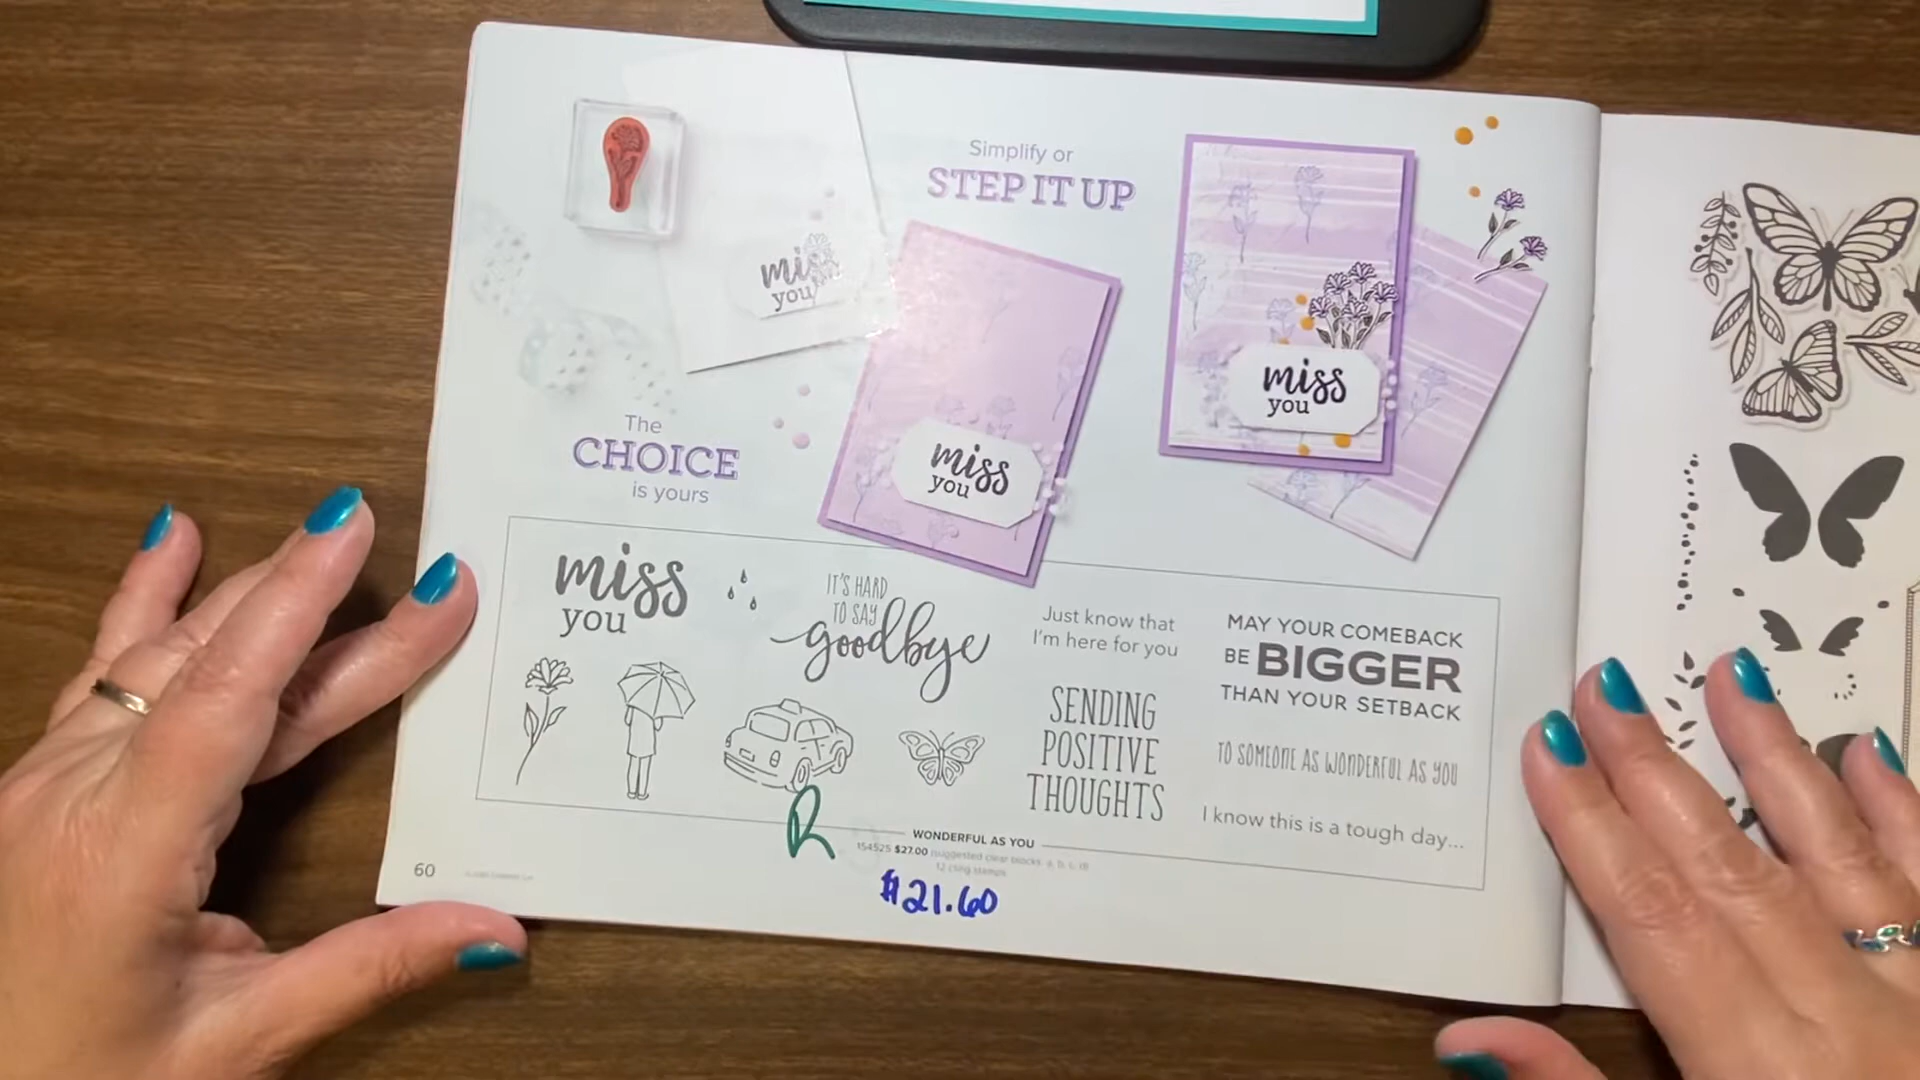 Simplify or
STEP IT UP
miss
you
miss
you
miss
you
The
CHOICE
is yours
miss
you
IT'S HARD
TO SAY
goodbye
Just know that
I'm here for you
SENDING
POSITIVE
THOUGHTS
MAY YOUR COMEBACK
BE BIGGER
THAN YOUR SETBACK
TO SOMEONE AS WONDERFUL AS YOU
I know this is a tough day...
R
WONDERFUL AS YOU
154525 $27.00 (suggested clear blocks:
12 cling stamps
$21.60
60